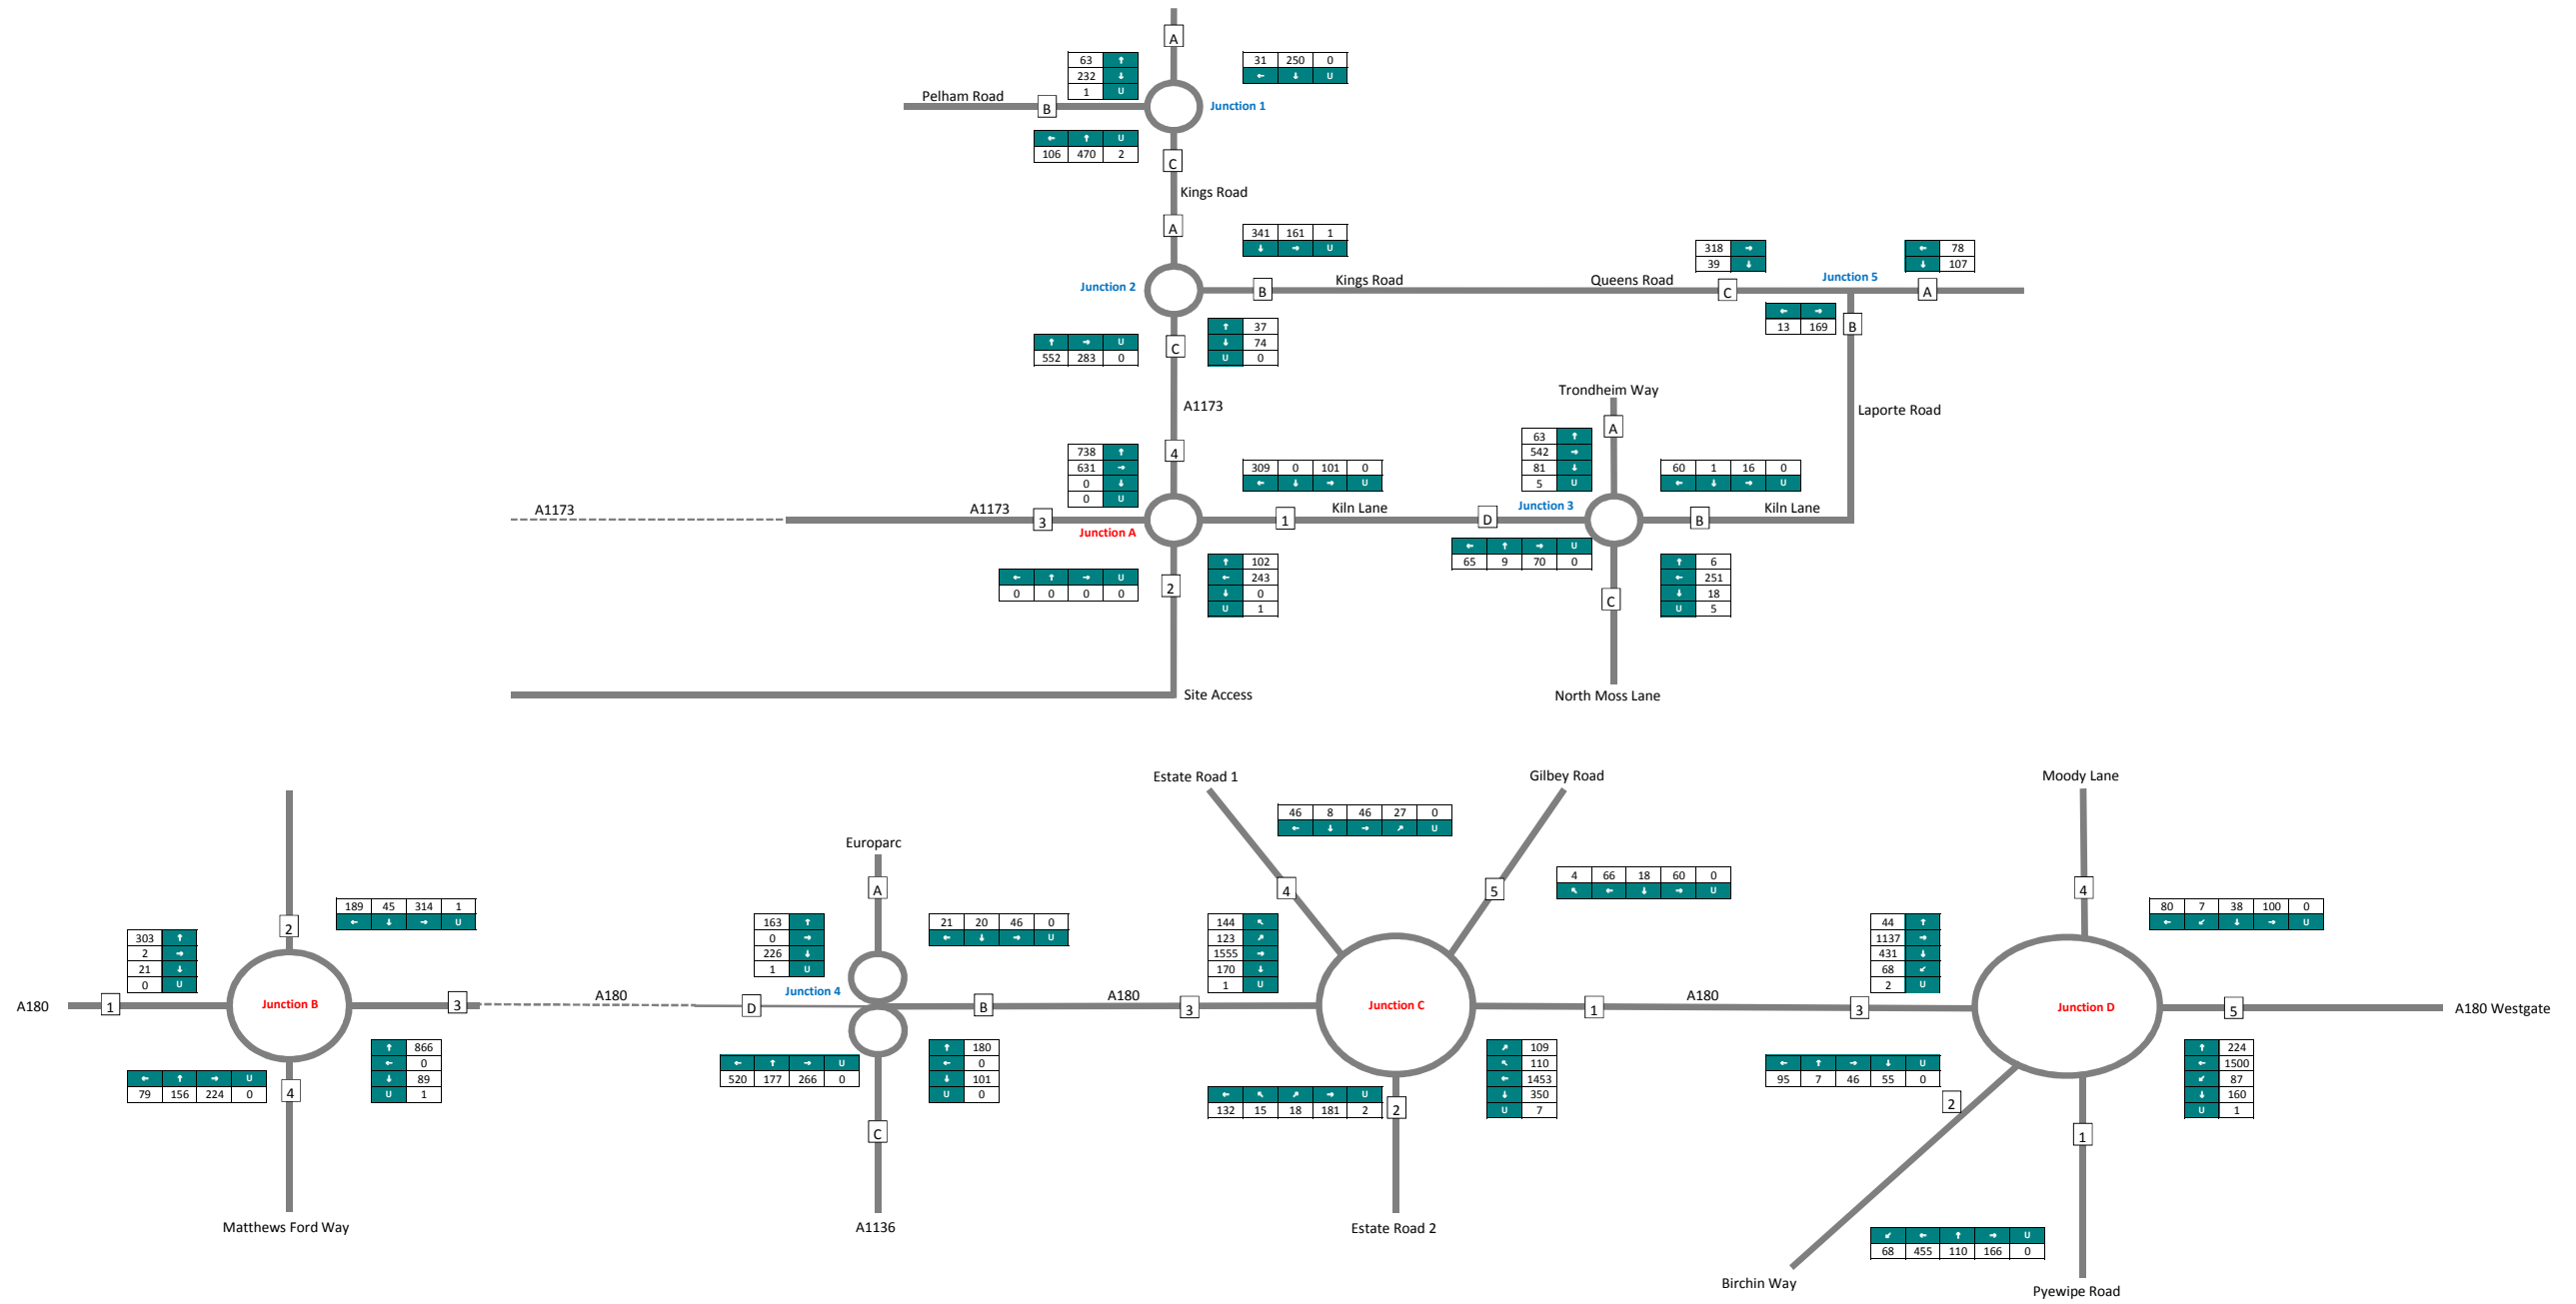 A
63 ↑
232 ↓
1 U
31 250 0
← ↓ U
Pelham Road
B
Junction 1
← ↑ U
106 470 2
C
Kings Road
A
341 161 1
↓ → U
Junction 2
B
Kings Road
Queens Road
318 →
39 ↓
C
Junction 5
← 78
↓ 107
A
← →
13 169
B
↑ → U
552 283 0
C
↑ 37
↓ 74
U 0
A1173
Trondheim Way
A
Laporte Road
738 ↑
631 →
0 ↓
0 U
4
309 0 101 0
← ↓ → U
63 ↑
542 →
81 ↓
5 U
60 1 16 0
← ↓ → U
A1173
A1173
3
Junction A
1
Kiln Lane
D
Junction 3
B
Kiln Lane
← ↑ → U
0 0 0 0
2
↑ 102
← 243
↓ 0
U 1
← ↑ → U
65 9 70 0
C
↑ 6
← 251
↓ 18
U 5
Site Access
North Moss Lane
Estate Road 1
Gilbey Road
Moody Lane
46 8 46 27 0
← ↓ → ↗ U
Europarc
A
4
4 66 18 60 0
↖ ← ↓ → U
5
4
80 7 38 100 0
← ↙ ↓ → U
303 ↑
2 →
21 ↓
0 U
2
189 45 314 1
← ↓ → U
163 ↑
0 →
226 ↓
1 U
21 20 46 0
← ↓ → U
144 ↖
123 ↗
1555 →
170 ↓
1 U
44 ↑
1137 →
431 ↓
68 ↙
2 U
A180
1
Junction B
3
A180
D
Junction 4
B
A180
3
Junction C
1
A180
3
Junction D
5
A180 Westgate
← ↑ → U
79 156 224 0
4
↑ 866
← 0
↓ 89
U 1
← ↑ → U
520 177 266 0
↑ 180
← 0
↓ 101
U 0
C
← ↖ ↗ → U
132 15 18 181 2
2
↗ 109
↖ 110
← 1453
↓ 350
U 7
← ↑ → ↓ U
95 7 46 55 0
2
1
↑ 224
← 1500
↙ 87
↓ 160
U 1
Matthews Ford Way
A1136
Estate Road 2
↙ ← ↑ → U
68 455 110 166 0
Birchin Way
Pyewipe Road